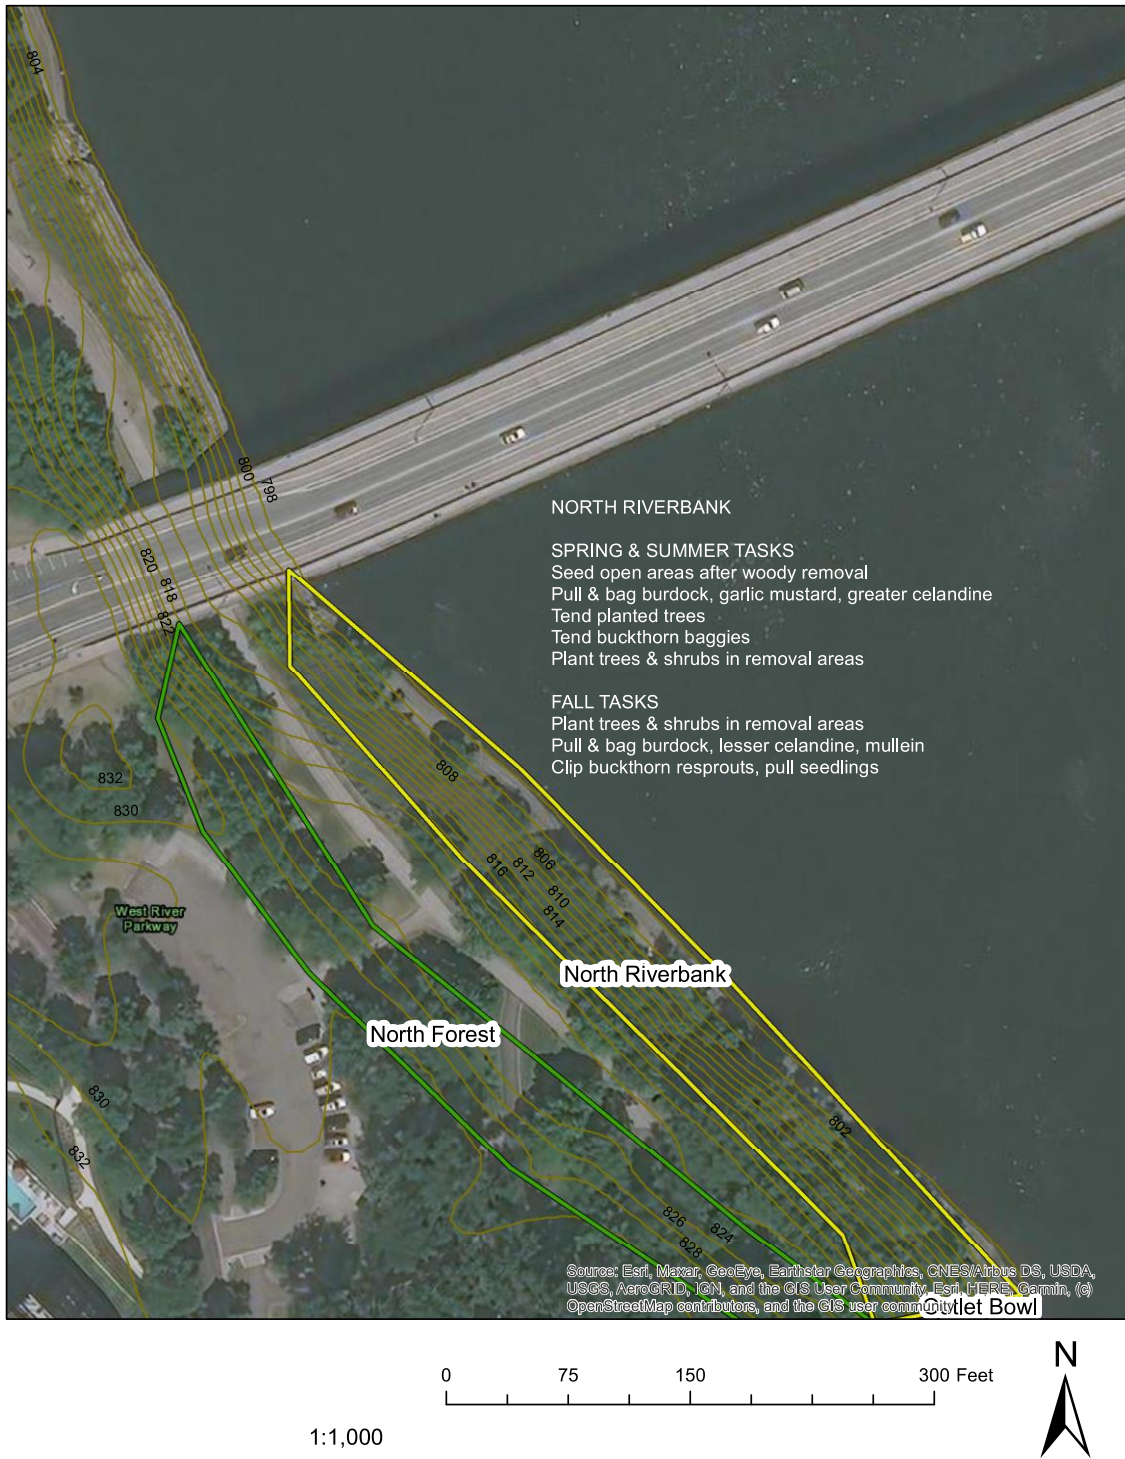 804
800
798
820
818
822
NORTH RIVERBANK
SPRING & SUMMER TASKS
Seed open areas after woody removal
Pull & bag burdock, garlic mustard, greater celandine
Tend planted trees
Tend buckthorn baggies
Plant trees & shrubs in removal areas
FALL TASKS
Plant trees & shrubs in removal areas
Pull & bag burdock, lesser celandine, mullein
Clip buckthorn resprouts, pull seedlings
808
832
830
806
816
812
810
814
West River
Parkway
North Riverbank
North Forest
830
832
802
826
824
828
Source: Esri, Maxar, GeoEye, Earthstar Geographics, CNES/Airbus DS, USDA,
USGS, AeroGRID, IGN, and the GIS User Community, Esri, HERE, Garmin, (c)
OpenStreetMap contributors, and the GIS user community
Outlet Bowl
0 75 150 300 Feet
N
1:1,000